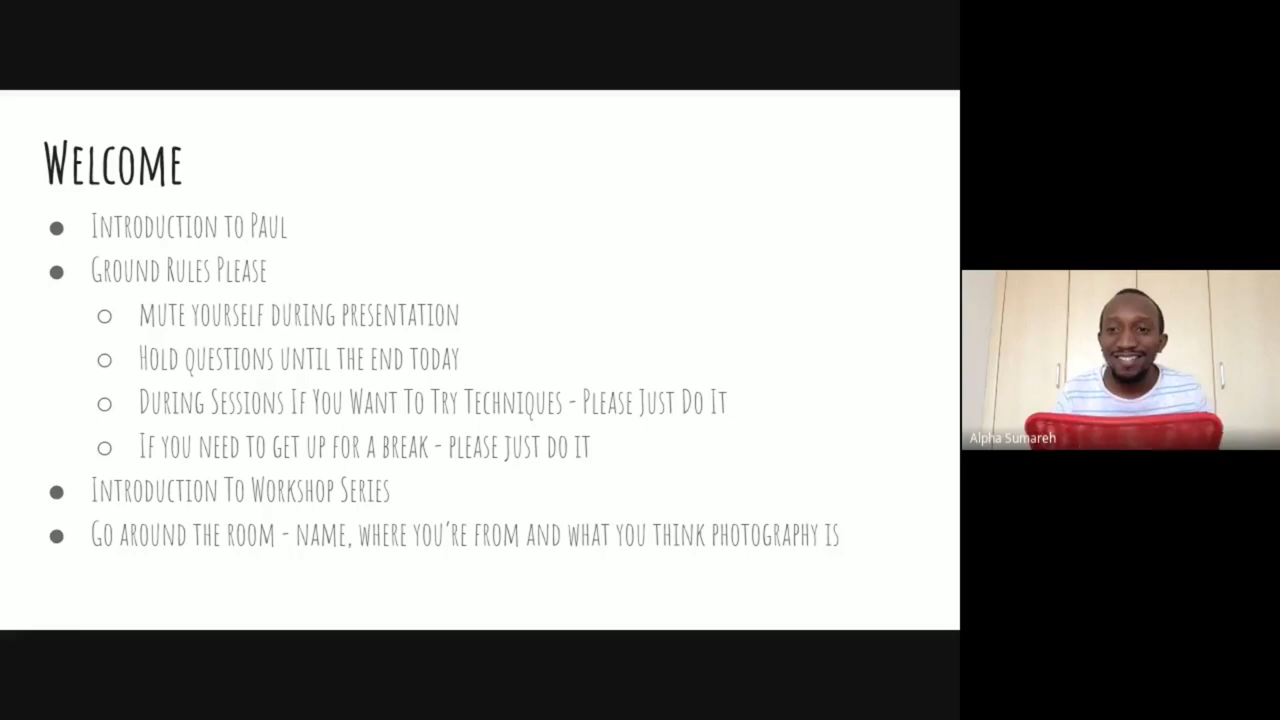 Welcome
Introduction to Paul
Ground Rules Please
mute yourself during presentation
Hold questions until the end today
During Sessions If You Want To Try Techniques - Please Just Do It
If you need to get up for a break - please just do it
Introduction To Workshop Series
Go around the room - name, where you're from and what you think photography is
Alpha Sumareh